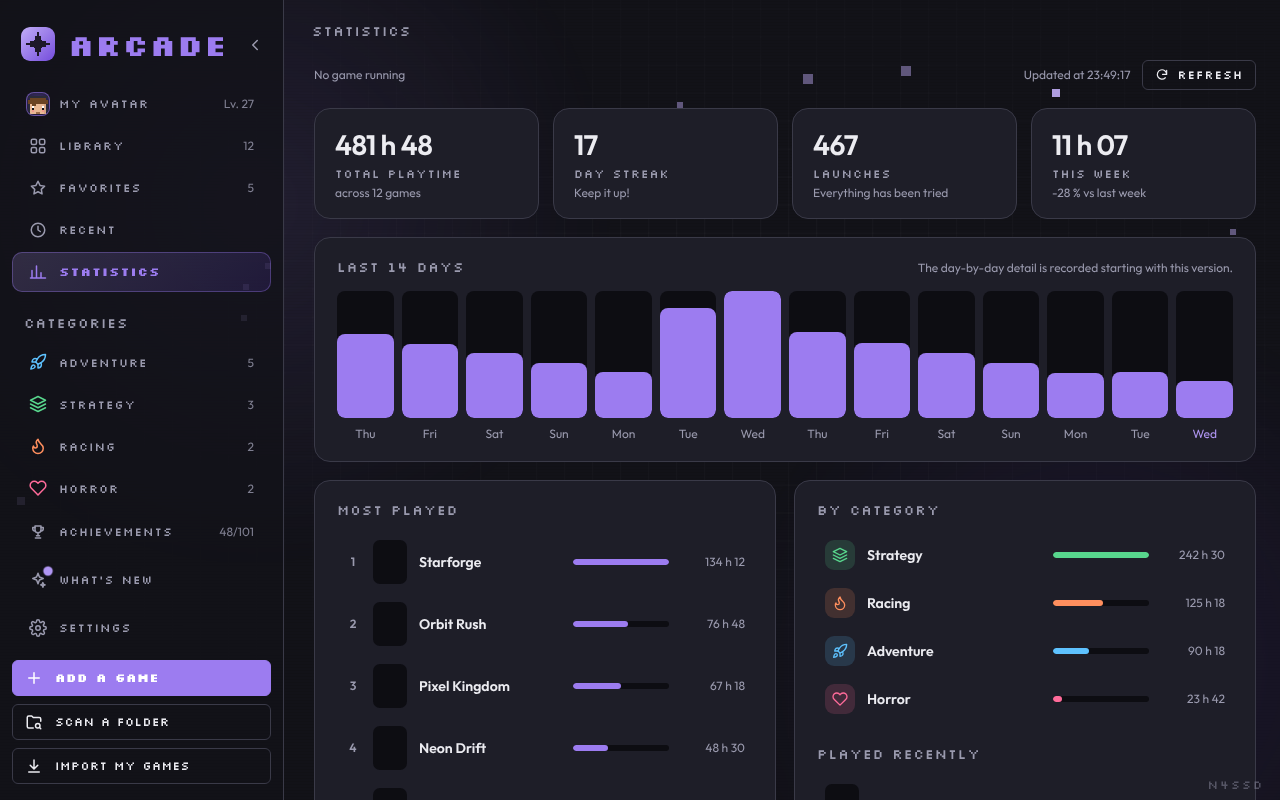 ARCADE
MY AVATAR Lv. 27
LIBRARY 12
FAVORITES 5
RECENT
STATISTICS
CATEGORIES
ADVENTURE 5
STRATEGY 3
RACING 2
HORROR 2
ACHIEVEMENTS 48/101
WHAT'S NEW
SETTINGS
ADD A GAME
SCAN A FOLDER
IMPORT MY GAMES
STATISTICS
No game running
Updated at 23:49:17 REFRESH
481 h 48
TOTAL PLAYTIME
across 12 games
17
DAY STREAK
Keep it up!
467
LAUNCHES
Everything has been tried
11 h 07
THIS WEEK
-28 % vs last week
LAST 14 DAYS
The day-by-day detail is recorded starting with this version.
Thu Fri Sat Sun Mon Tue Wed Thu Fri Sat Sun Mon Tue Wed
MOST PLAYED
1 Starforge 134 h 12
2 Orbit Rush 76 h 48
3 Pixel Kingdom 67 h 18
4 Neon Drift 48 h 30
BY CATEGORY
Strategy 242 h 30
Racing 125 h 18
Adventure 90 h 18
Horror 23 h 42
PLAYED RECENTLY
N4SSD